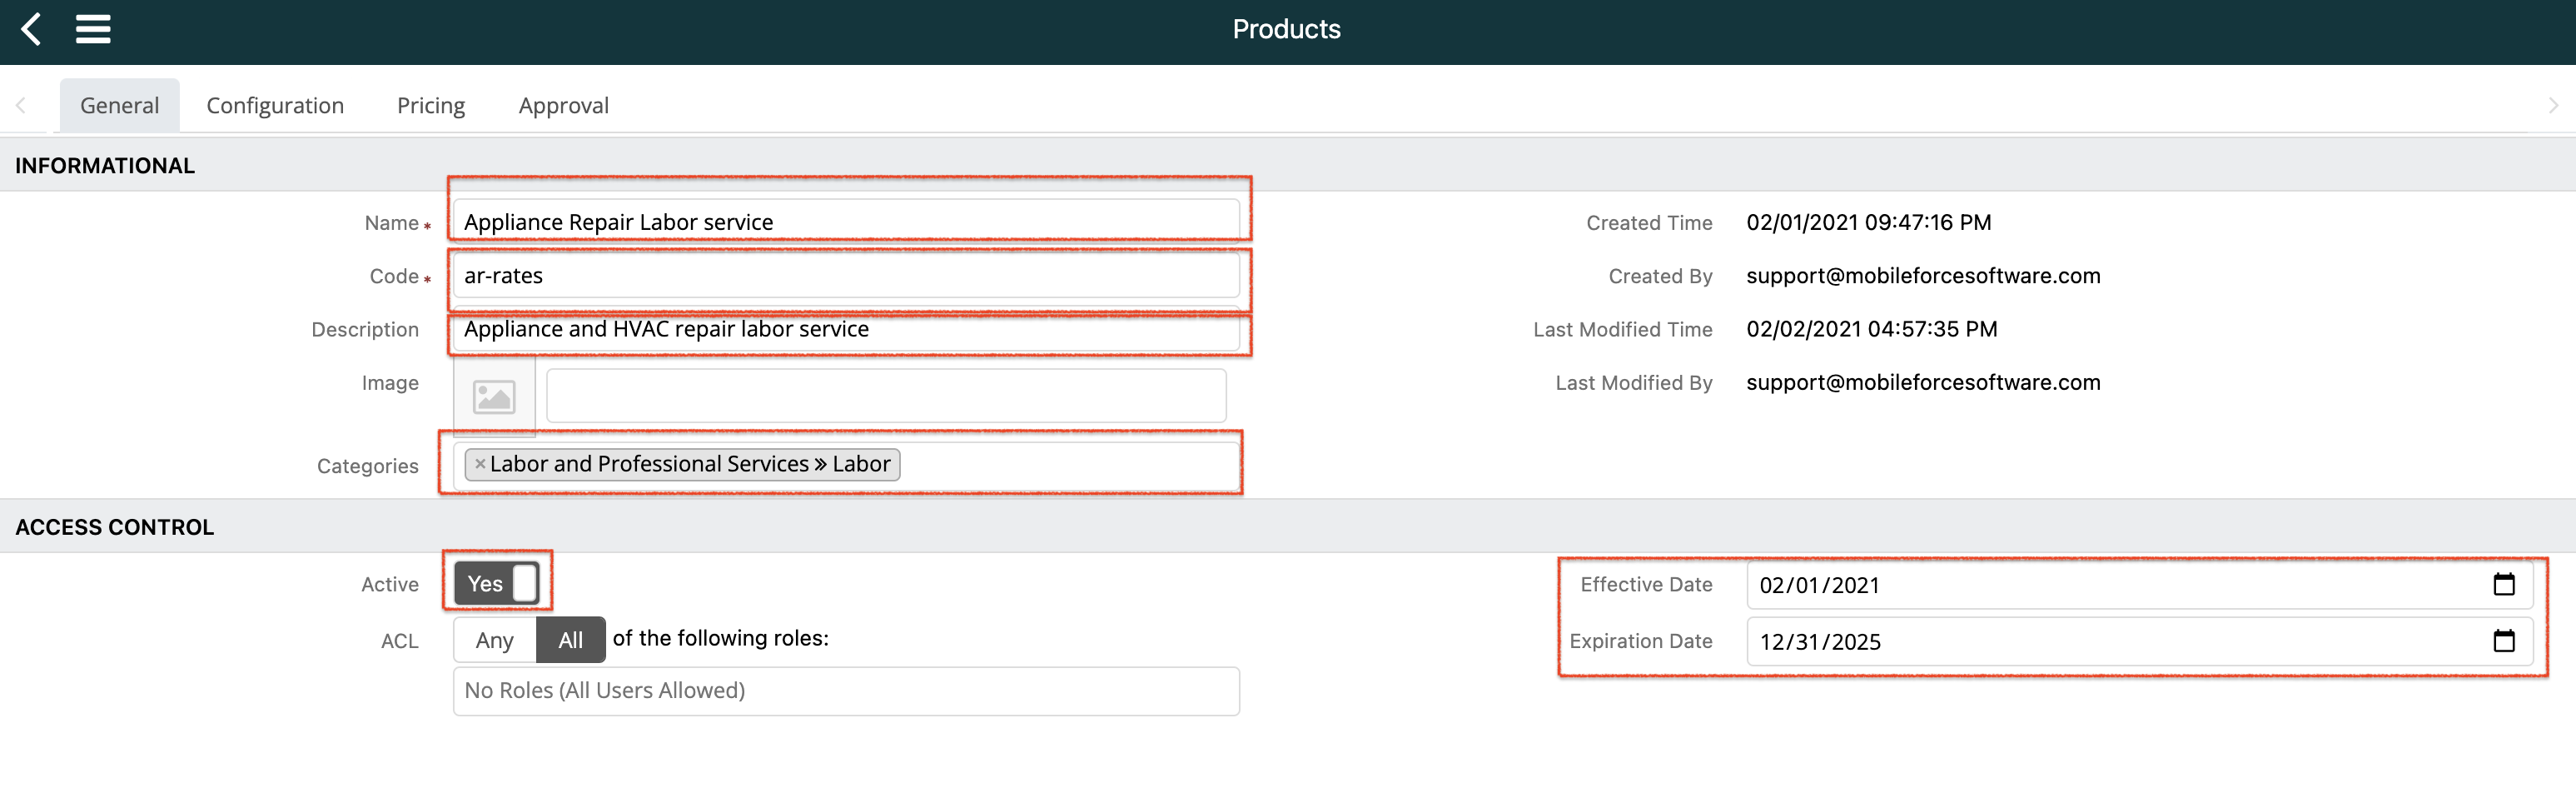 Products
General Configuration Pricing Approval
INFORMATIONAL
Name * Appliance Repair Labor service
Created Time 02/01/2021 09:47:16 PM
Code * ar-rates
Created By support@mobileforcesoftware.com
Description Appliance and HVAC repair labor service
Last Modified Time 02/02/2021 04:57:35 PM
Image
Last Modified By support@mobileforcesoftware.com
Categories × Labor and Professional Services » Labor
ACCESS CONTROL
Active Yes
Effective Date 02/01/2021
ACL Any All of the following roles:
Expiration Date 12/31/2025
No Roles (All Users Allowed)